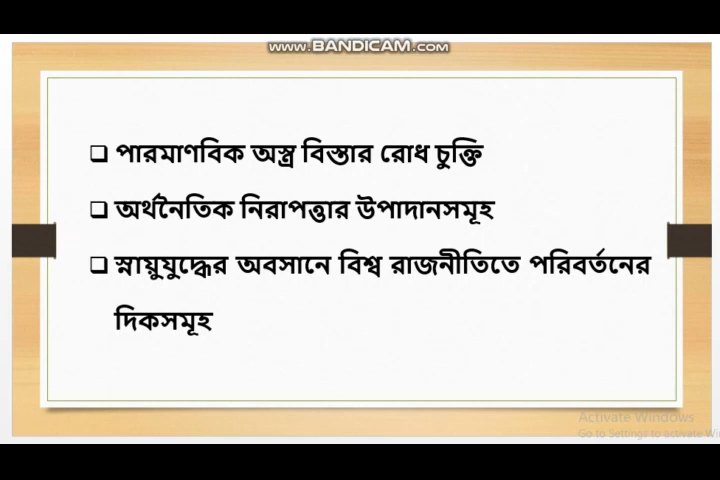 www.BANDICAM.com
❑ পারমাণবিক অস্ত্র বিস্তার রোধ চুক্তি
❑ অর্থনৈতিক নিরাপত্তার উপাদানসমূহ
❑ স্নায়ুযুদ্ধের অবসানে বিশ্ব রাজনীতিতে পরিবর্তনের
দিকসমূহ
Activate Windows
Go to Settings to activate Wi